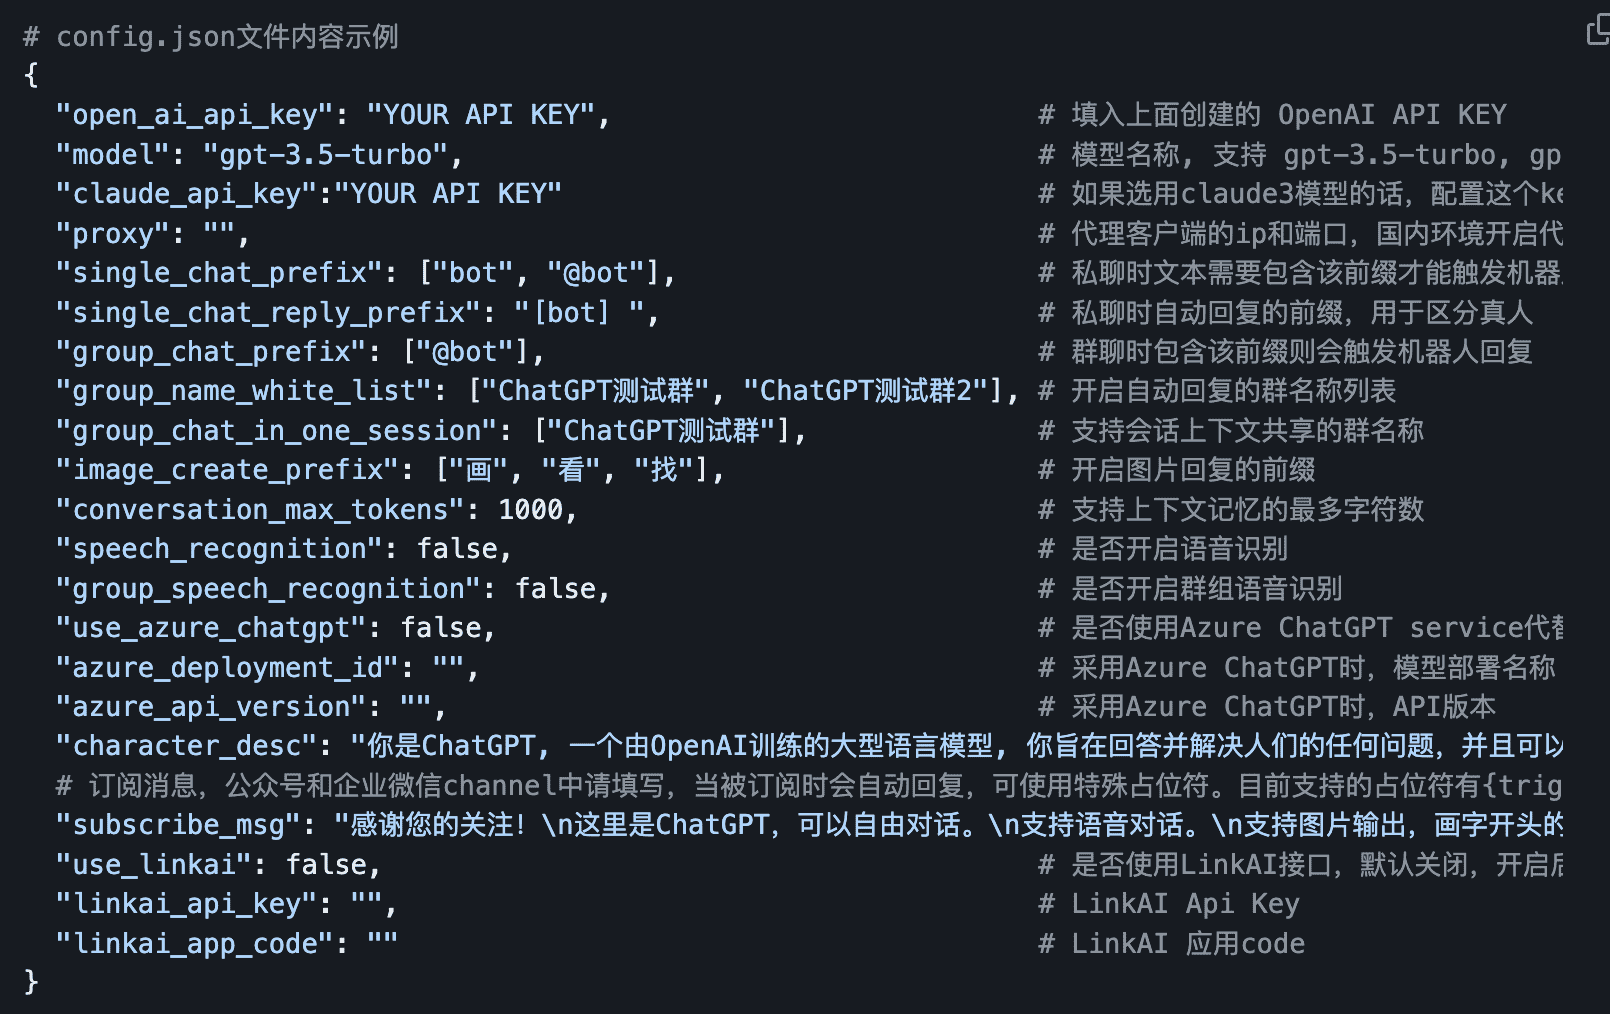 # config.json文件内容示例
{
  "open_ai_api_key": "YOUR API KEY",                          # 填入上面创建的 OpenAI API KEY
  "model": "gpt-3.5-turbo",                                   # 模型名称, 支持 gpt-3.5-turbo, gp
  "claude_api_key":"YOUR API KEY"                             # 如果选用claude3模型的话，配置这个ke
  "proxy": "",                                                # 代理客户端的ip和端口，国内环境开启代
  "single_chat_prefix": ["bot", "@bot"],                      # 私聊时文本需要包含该前缀才能触发机器
  "single_chat_reply_prefix": "[bot] ",                       # 私聊时自动回复的前缀，用于区分真人
  "group_chat_prefix": ["@bot"],                              # 群聊时包含该前缀则会触发机器人回复
  "group_name_white_list": ["ChatGPT测试群", "ChatGPT测试群2"], # 开启自动回复的群名称列表
  "group_chat_in_one_session": ["ChatGPT测试群"],              # 支持会话上下文共享的群名称
  "image_create_prefix": ["画", "看", "找"],                   # 开启图片回复的前缀
  "conversation_max_tokens": 1000,                            # 支持上下文记忆的最多字符数
  "speech_recognition": false,                                # 是否开启语音识别
  "group_speech_recognition": false,                          # 是否开启群组语音识别
  "use_azure_chatgpt": false,                                 # 是否使用Azure ChatGPT service代替
  "azure_deployment_id": "",                                  # 采用Azure ChatGPT时，模型部署名称
  "azure_api_version": "",                                    # 采用Azure ChatGPT时，API版本
  "character_desc": "你是ChatGPT, 一个由OpenAI训练的大型语言模型, 你旨在回答并解决人们的任何问题，并且可以
  # 订阅消息，公众号和企业微信channel中请填写，当被订阅时会自动回复，可使用特殊占位符。目前支持的占位符有{trig
  "subscribe_msg": "感谢您的关注！\n这里是ChatGPT，可以自由对话。\n支持语音对话。\n支持图片输出，画字开头的
  "use_linkai": false,                                        # 是否使用LinkAI接口，默认关闭，开启后
  "linkai_api_key": "",                                       # LinkAI Api Key
  "linkai_app_code": ""                                       # LinkAI 应用code
}